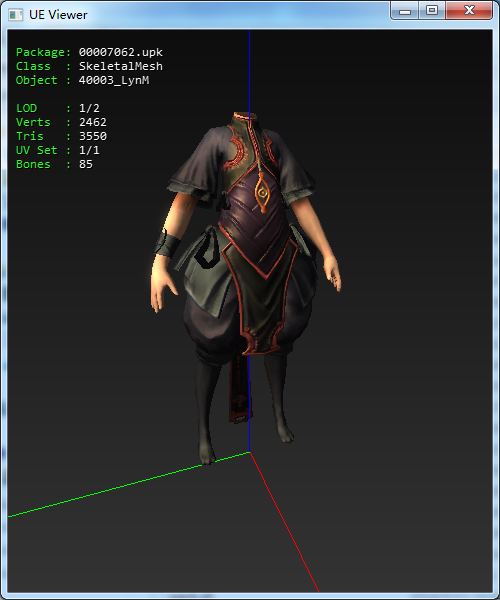 UE Viewer
Package: 00007062.upk
Class : SkeletalMesh
Object : 40003_LynM
LOD : 1/2
Verts : 2462
Tris : 3550
UV Set : 1/1
Bones : 85